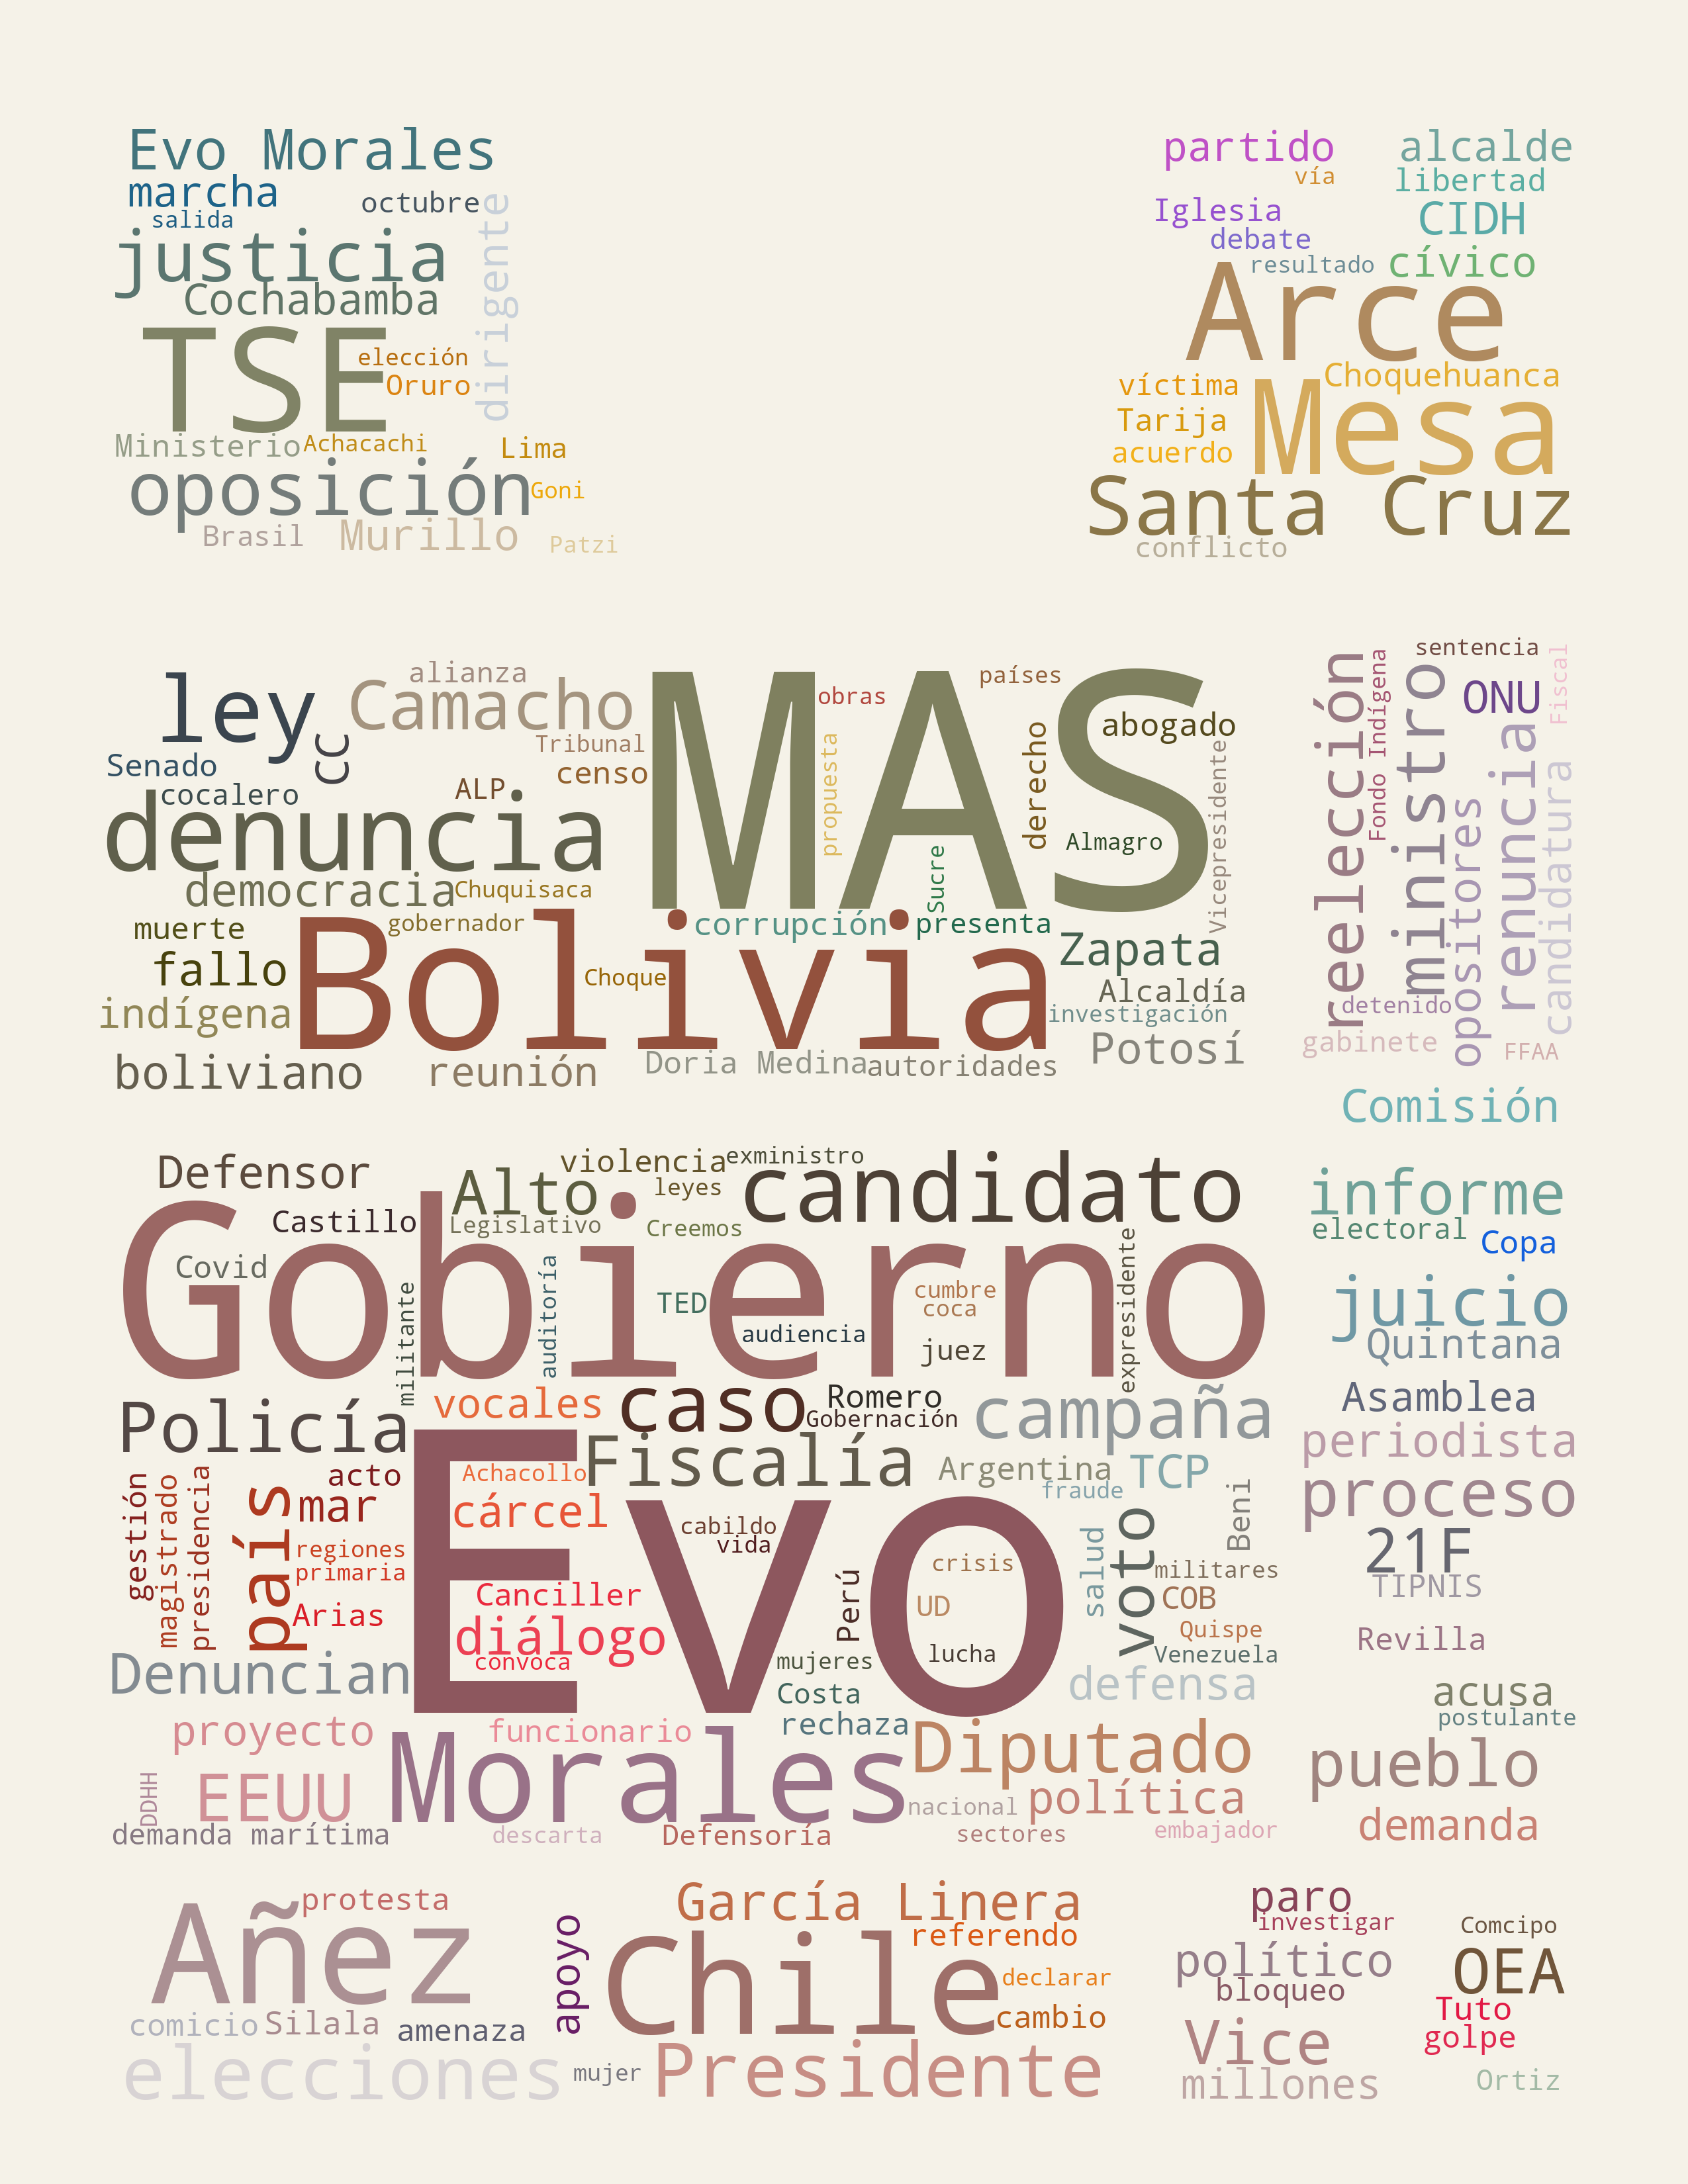 Evo Morales
marcha
salida
octubre
justicia
dirigente
Cochabamba
TSE
elección
Oruro
Ministerio
Achacachi
Lima
oposición
Goni
Brasil
Murillo
Patzi
partido
alcalde
vía
libertad
Iglesia
CIDH
debate
resultado
cívico
Arce
víctima
Choquehuanca
Mesa
Tarija
acuerdo
Santa Cruz
conflicto
alianza
ley
Camacho
CC
Tribunal
Senado
censo
cocalero
ALP
denuncia
democracia
Chuquisaca
MAS
obras
países
propuesta
derecho
abogado
Almagro
Sucre
Vicepresidente
muerte
gobernador
corrupción
presenta
fallo
Bolivia
Choque
Zapata
indígena
Alcaldía
investigación
boliviano
reunión
Doria Medina
autoridades
Potosí
reelección
Fondo Indígena
ministro
sentencia
ONU
Fiscal
opositores
renuncia
candidatura
detenido
gabinete
FFAA
Comisión
Defensor
Alto
violencia
exministro
leyes
candidato
Castillo
Legislativo
Creemos
Gobierno
Covid
militante
auditoría
TED
cumbre
coca
audiencia
juez
expresidente
informe
electoral
Copa
juicio
Quintana
Policía
vocales
caso
Romero
Gobernación
campaña
Asamblea
periodista
Fiscalía
Achacollo
Argentina
TCP
fraude
proceso
gestión
magistrado
presidencia
país
acto
mar
cárcel
regiones
primaria
Arias
Evo
cabildo
vida
Canciller
diálogo
convoca
Perú
crisis
UD
lucha
mujeres
salud
voto
Beni
militares
COB
Quispe
Venezuela
21F
TIPNIS
Revilla
Denuncian
Costa
defensa
acusa
postulante
proyecto
funcionario
rechaza
Diputado
pueblo
DDHH
EEUU
Morales
nacional
política
demanda
demanda marítima
descarta
Defensoría
sectores
embajador
protesta
Añez
apoyo
García Linera
referendo
Chile
declarar
cambio
comicio
Silala
amenaza
elecciones
mujer
Presidente
paro
investigar
Comcipo
político
OEA
bloqueo
Tuto
Vice
golpe
millones
Ortiz